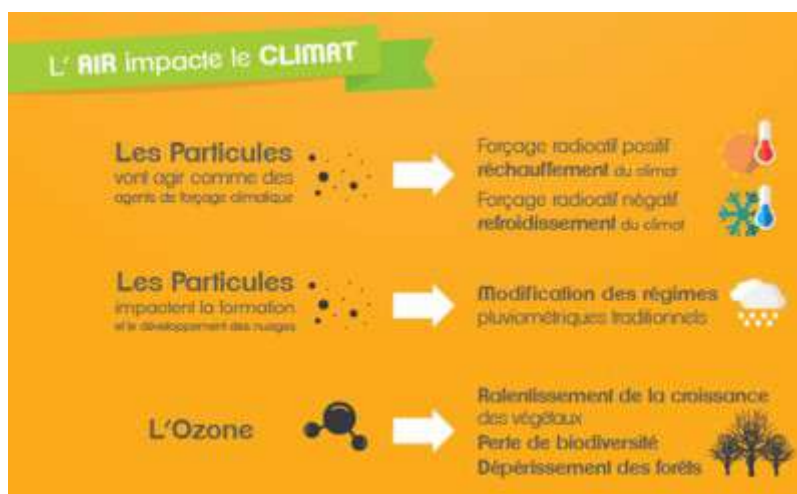 L' AIR impacte le CLIMAT
Les Particules
vont agir comme des
agents de forçage climatique
Forçage radioatif positif
réchauffement du climat
Forçage radioatif négatif
refroidissement du climat
Les Particules
impactent la formation
et le développement des nuages
Modification des régimes
pluviométriques traditionnels
L'Ozone
Ralentissement de la croissance
des végétaux
Perte de biodiversité
Dépérissement des forêts